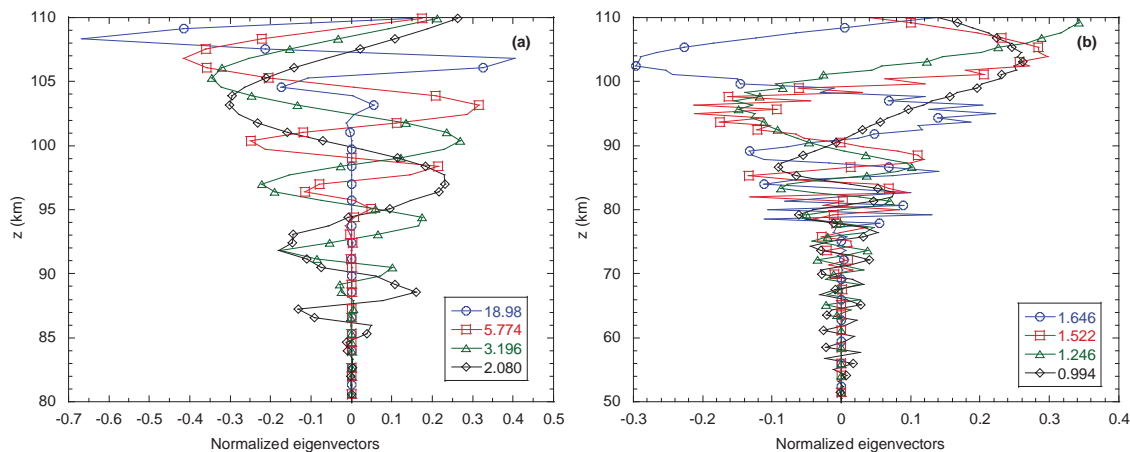 (a)
z (km)
110
105
100
95
90
85
80
-0.7 -0.6 -0.5 -0.4 -0.3 -0.2 -0.1 0 0.1 0.2 0.3 0.4 0.5
Normalized eigenvectors
18.98
5.774
3.196
2.080
(b)
z (km)
110
100
90
80
70
60
50
-0.3 -0.2 -0.1 0 0.1 0.2 0.3 0.4
Normalized eigenvectors
1.646
1.522
1.246
0.994